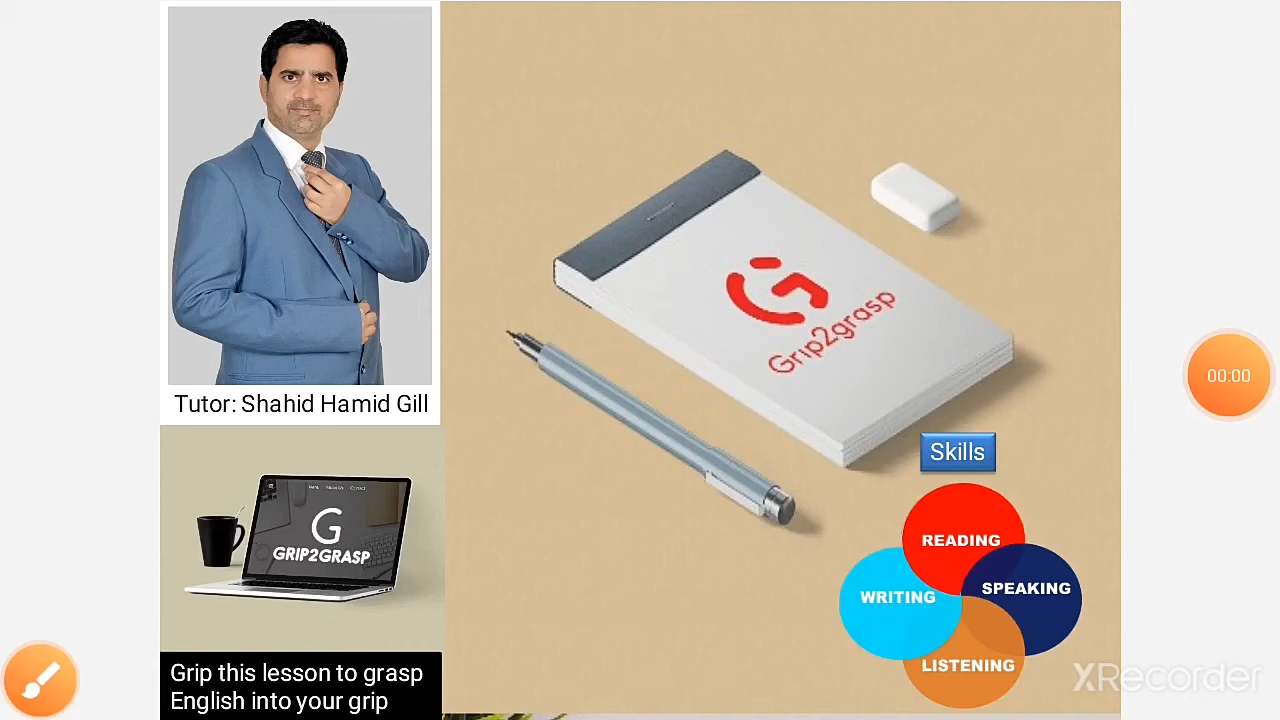 Tutor: Shahid Hamid Gill
G
GRIP2GRASP
Grip this lesson to grasp
English into your grip
Grip2grasp
Skills
READING
WRITING
SPEAKING
LISTENING
00:00
XRecorder